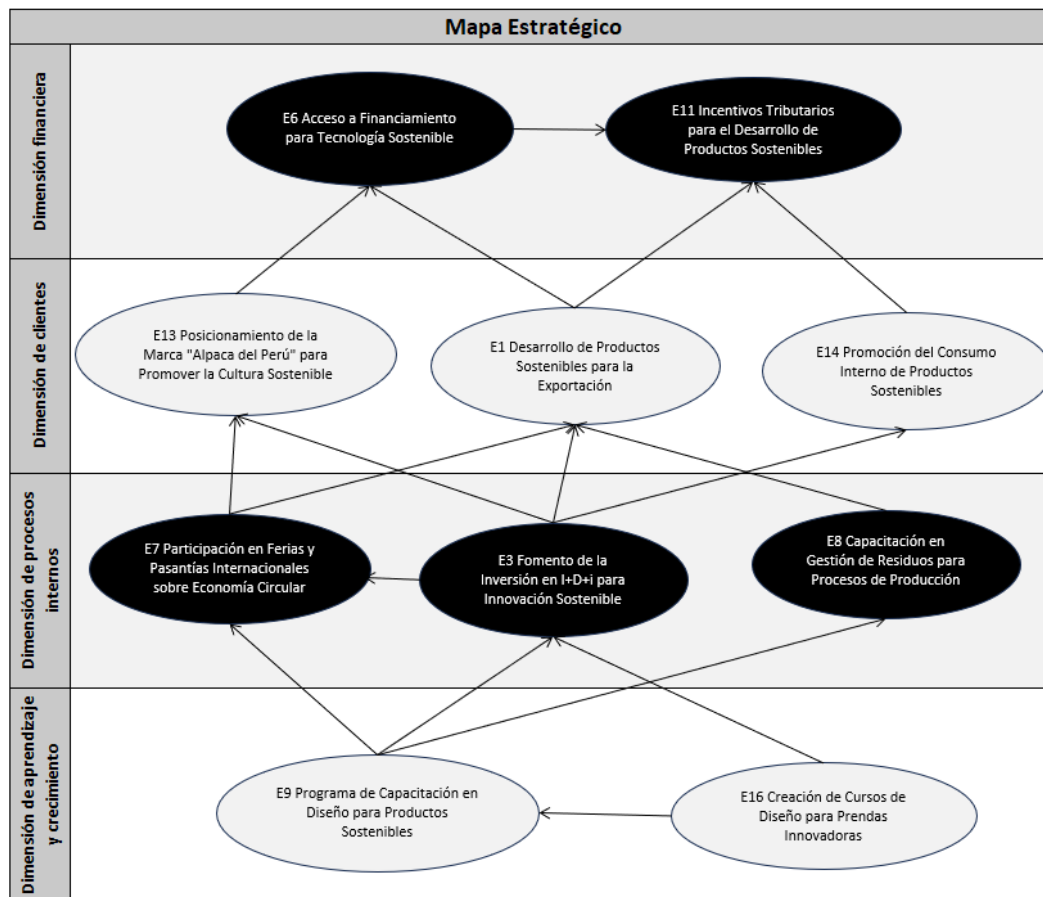 Mapa Estratégico
Dimensión financiera
E6 Acceso a Financiamiento
para Tecnología Sostenible
E11 Incentivos Tributarios
para el Desarrollo de
Productos Sostenibles
Dimensión de clientes
E13 Posicionamiento de la
Marca "Alpaca del Perú" para
Promover la Cultura Sostenible
E1 Desarrollo de Productos
Sostenibles para la
Exportación
E14 Promoción del Consumo
Interno de Productos
Sostenibles
Dimensión de procesos
internos
E7 Participación en Ferias y
Pasantías Internacionales
sobre Economía Circular
E3 Fomento de la
Inversión en I+D+i para
Innovación Sostenible
E8 Capacitación en
Gestión de Residuos para
Procesos de Producción
Dimensión de aprendizaje
y crecimiento
E9 Programa de Capacitación en
Diseño para Productos
Sostenibles
E16 Creación de Cursos de
Diseño para Prendas
Innovadoras